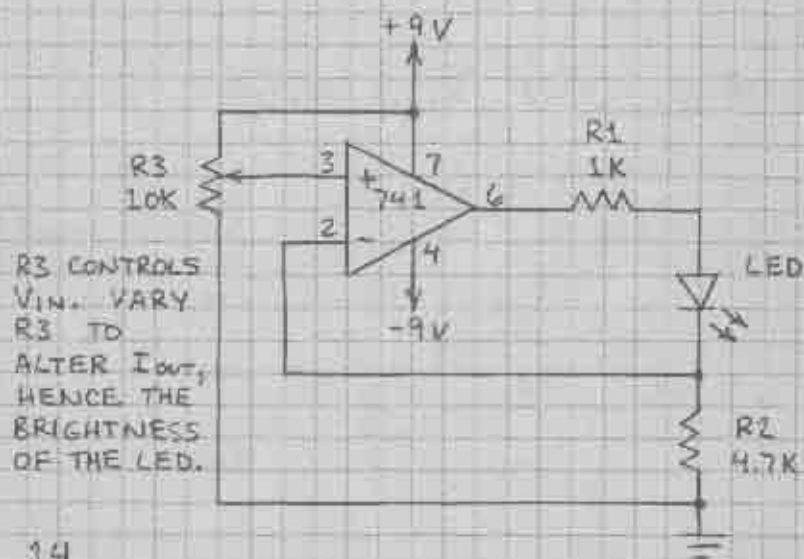 +9V
R1
1K
R3
10K
3
+
7
741
6
2
-
4
-9V
LED
R3 CONTROLS
VIN. VARY
R3 TO
ALTER IOUT,
HENCE THE
BRIGHTNESS
OF THE LED.
R2
4.7K
14